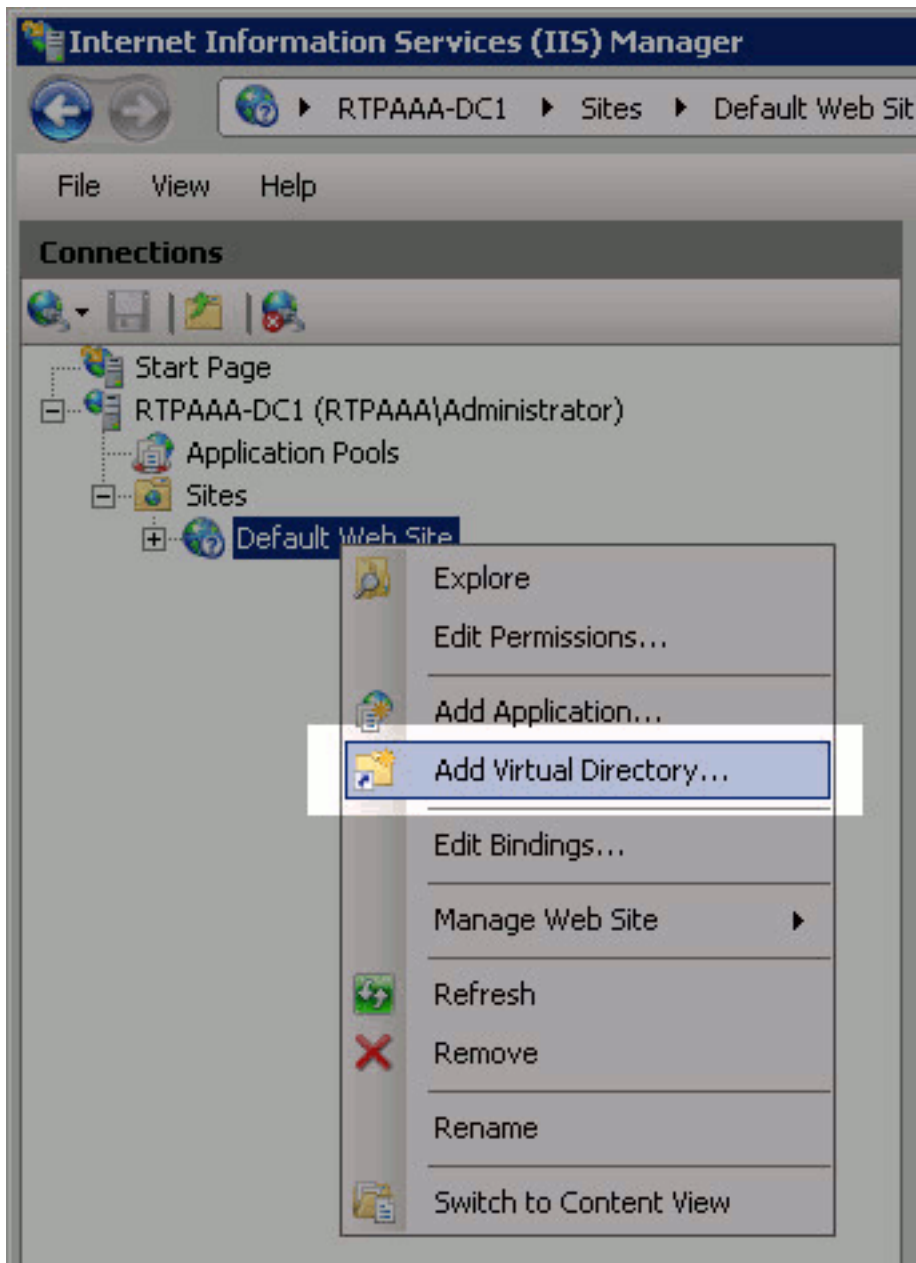 Internet Information Services (IIS) Manager
RTPAAA-DC1 Sites Default Web Sit
File View Help
Connections
Start Page
RTPAAA-DC1 (RTPAAA\Administrator)
Application Pools
Sites
Default Web Site
Explore
Edit Permissions...
Add Application...
Add Virtual Directory...
Edit Bindings...
Manage Web Site
Refresh
Remove
Rename
Switch to Content View